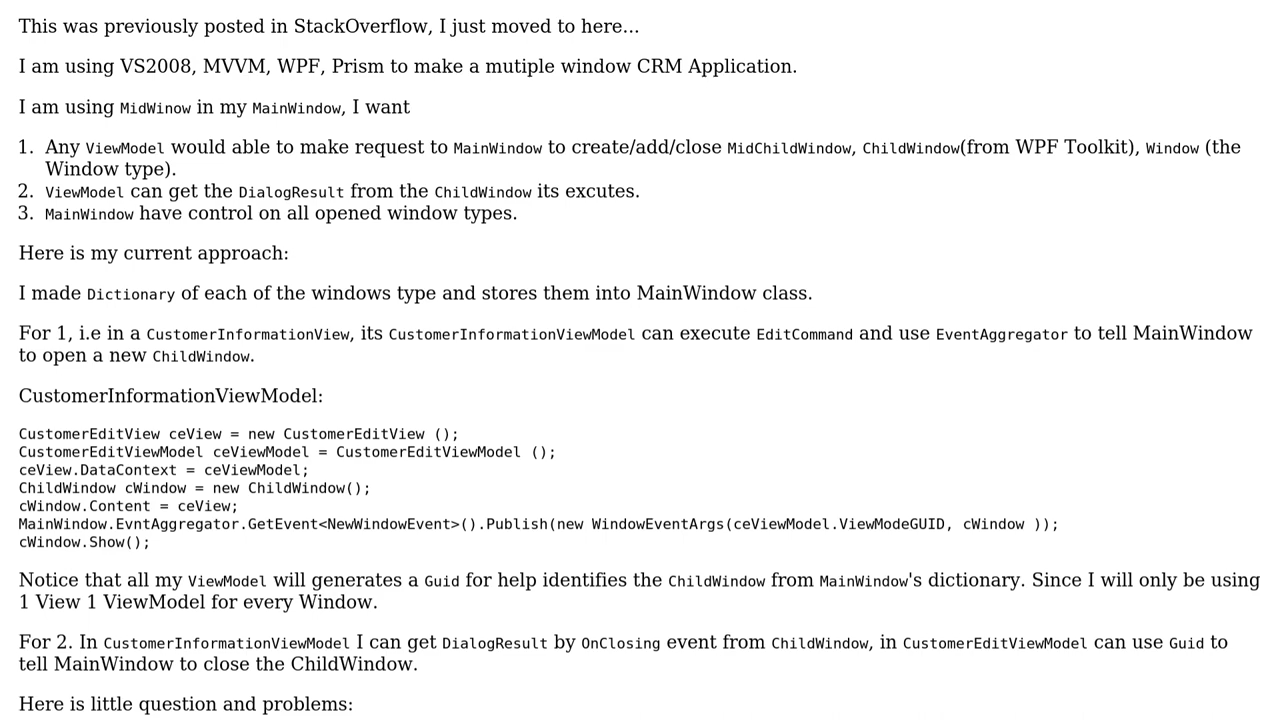 This was previously posted in StackOverflow, I just moved to here...
I am using VS2008, MVVM, WPF, Prism to make a mutiple window CRM Application.
I am using MidWinow in my MainWindow, I want
1. Any ViewModel would able to make request to MainWindow to create/add/close MidChildWindow, ChildWindow(from WPF Toolkit), Window (the
Window type).
2. ViewModel can get the DialogResult from the ChildWindow its excutes.
3. MainWindow have control on all opened window types.
Here is my current approach:
I made Dictionary of each of the windows type and stores them into MainWindow class.
For 1, i.e in a CustomerInformationView, its CustomerInformationViewModel can execute EditCommand and use EventAggregator to tell MainWindow
to open a new ChildWindow.
CustomerInformationViewModel:
CustomerEditView ceView = new CustomerEditView ();
CustomerEditViewModel ceViewModel = CustomerEditViewModel ();
ceView.DataContext = ceViewModel;
ChildWindow cWindow = new ChildWindow();
cWindow.Content = ceView;
MainWindow.EvntAggregator.GetEvent<NewWindowEvent>().Publish(new WindowEventArgs(ceViewModel.ViewModeGUID, cWindow ));
cWindow.Show();
Notice that all my ViewModel will generates a Guid for help identifies the ChildWindow from MainWindow's dictionary. Since I will only be using
1 View 1 ViewModel for every Window.
For 2. In CustomerInformationViewModel I can get DialogResult by OnClosing event from ChildWindow, in CustomerEditViewModel can use Guid to
tell MainWindow to close the ChildWindow.
Here is little question and problems: